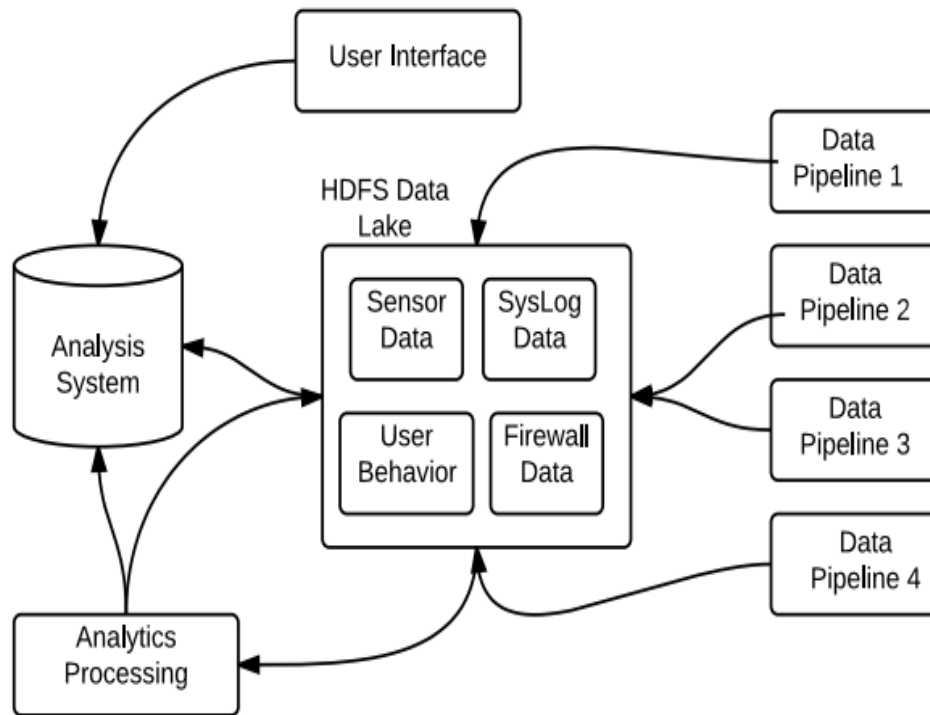 User Interface
Data
Pipeline 1
HDFS Data
Lake
Sensor
Data
SysLog
Data
Data
Pipeline 2
Analysis
System
User
Behavior
Firewall
Data
Data
Pipeline 3
Data
Pipeline 4
Analytics
Processing